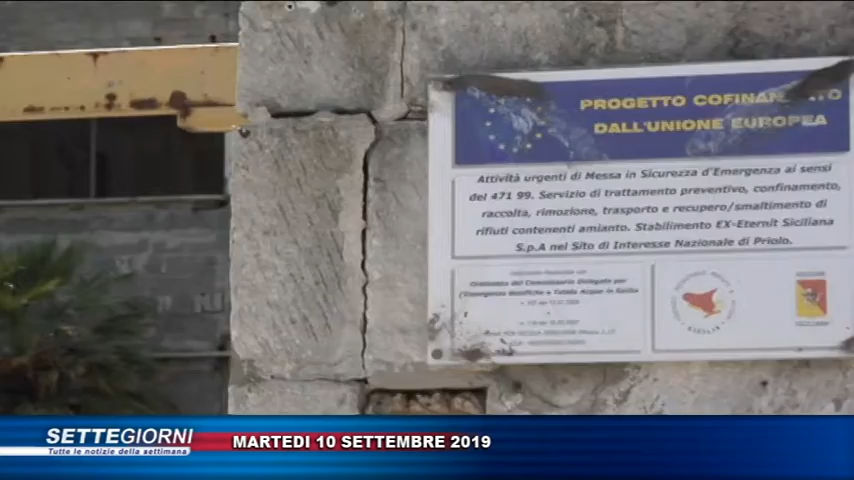 PROGETTO COFINANZIATO
DALL'UNIONE EUROPEA
Attività urgenti di Messa in Sicurezza d'Emergenza ai sensi
del 471 99. Servizio di trattamento preventivo, confinamento,
raccolta, rimozione, trasporto e recupero/smaltimento di
rifiuti contenenti amianto. Stabilimento EX-Eternit Siciliana
S.p.A nel Sito di Interesse Nazionale di Priolo.
Ordinanza del Commissario Delegato per
l'Emergenza Bonifiche e Tutela Acque in Sicilia
SICILIA
SETTEGIORNI
Tutte le notizie della settimana
MARTEDI 10 SETTEMBRE 2019